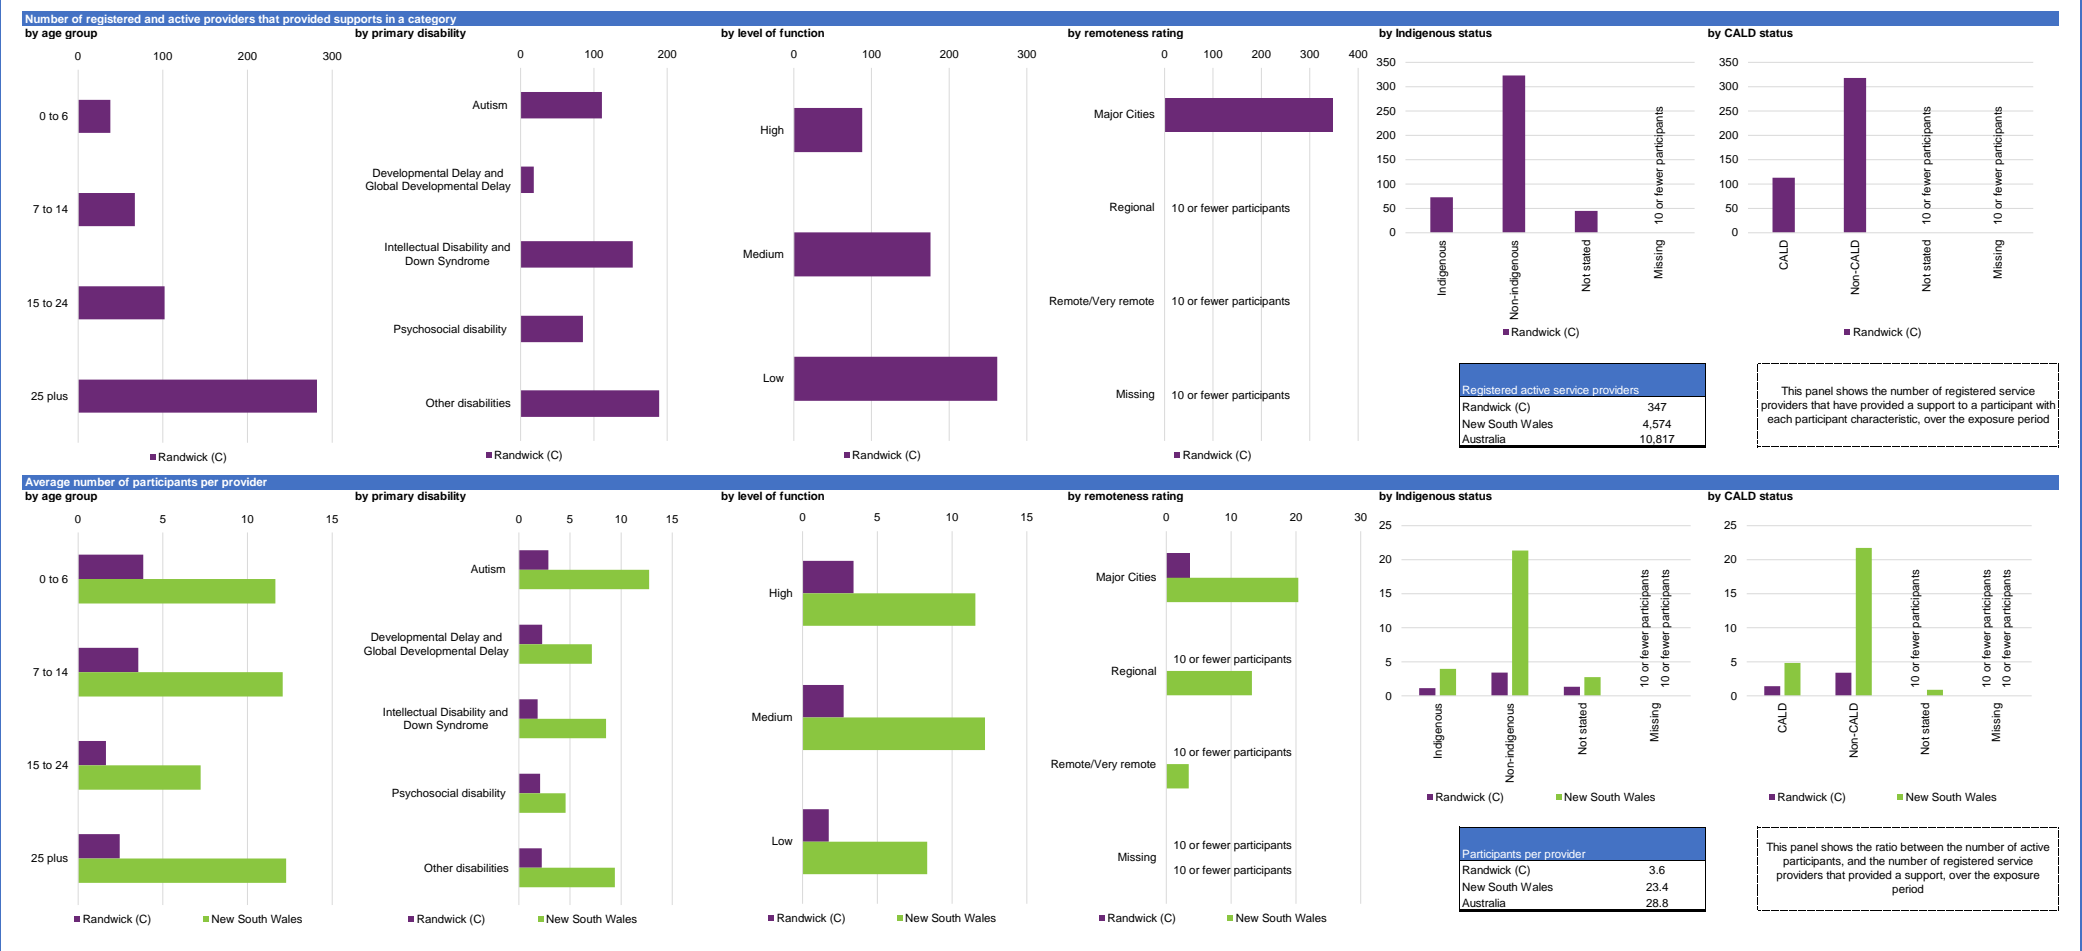 Number of registered and active providers that provided supports in a category
by age group
0 100 200 300
0 to 6
7 to 14
15 to 24
25 plus
Randwick (C)
by primary disability
0 100 200
Autism
Developmental Delay and
Global Developmental Delay
Intellectual Disability and
Down Syndrome
Psychosocial disability
Other disabilities
Randwick (C)
by level of function
0 100 200 300
High
Medium
Low
Randwick (C)
by remoteness rating
0 100 200 300 400
Major Cities
Regional 10 or fewer participants
Remote/Very remote 10 or fewer participants
Missing 10 or fewer participants
Randwick (C)
by Indigenous status
350
300
250
200
150
100
50
0
10 or fewer participants
Indigenous
Non-indigenous
Not stated
Missing
Randwick (C)
by CALD status
350
300
250
200
150
100
50
0
10 or fewer participants
10 or fewer participants
CALD
Non-CALD
Not stated
Missing
Randwick (C)
Registered active service providers
Randwick (C) 347
New South Wales 4,574
Australia 10,817
This panel shows the number of registered service
providers that have provided a support to a participant with
each participant characteristic, over the exposure period
Average number of participants per provider
by age group
0 5 10 15
0 to 6
7 to 14
15 to 24
25 plus
Randwick (C) New South Wales
by primary disability
0 5 10 15
Autism
Developmental Delay and
Global Developmental Delay
Intellectual Disability and
Down Syndrome
Psychosocial disability
Other disabilities
Randwick (C) New South Wales
by level of function
0 5 10 15
High
Medium
Low
Randwick (C) New South Wales
by remoteness rating
0 10 20 30
Major Cities
10 or fewer participants
Regional
10 or fewer participants
Remote/Very remote
10 or fewer participants
Missing
10 or fewer participants
Randwick (C) New South Wales
by Indigenous status
25
20
15
10
5
0
10 or fewer participants
10 or fewer participants
Indigenous
Non-indigenous
Not stated
Missing
Randwick (C) New South Wales
by CALD status
25
20
15
10
5
0
10 or fewer participants
10 or fewer participants
10 or fewer participants
CALD
Non-CALD
Not stated
Missing
Randwick (C) New South Wales
Participants per provider
Randwick (C) 3.6
New South Wales 23.4
Australia 28.8
This panel shows the ratio between the number of active
participants, and the number of registered service
providers that provided a support, over the exposure
period